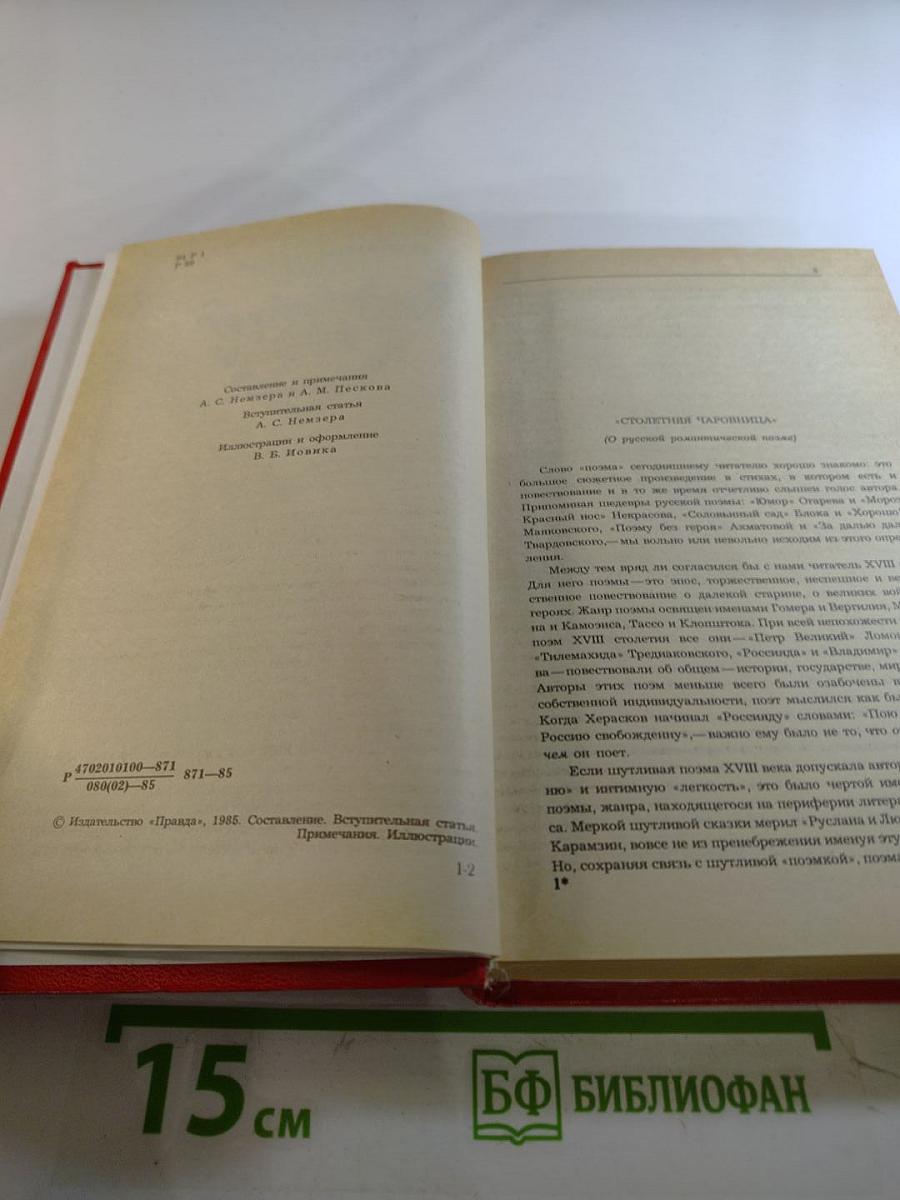 84 Р 1
Р 89
Составление и примечания
А. С. Немзера и А. М. Пескова
Вступительная статья
А. С. Немзера
Иллюстрации и оформление
В. Б. Иовика
Р 4702010100—871 871—85
080(02)—85
© Издательство «Правда», 1985. Составление. Вступительная статья.
Примечания. Иллюстрации.
1-2
«СТОЛЕТНЯЯ ЧАРОВНИЦА»
(О русской романтической поэме)
Слово «поэма» сегодняшнему читателю хорошо знакомо: это
большое сюжетное произведение в стихах, в котором есть и
повествование и в то же время отчетливо слышен голос автора.
Припоминая шедевры русской поэмы: «Юмор» Огарева и «Мороз
Красный нос» Некрасова, «Соловьиный сад» Блока и «Хорошо!
Маяковского, «Поэму без героя» Ахматовой и «За далью дал
Твардовского,— мы вольно или невольно исходим из этого опре
ления.
Между тем вряд ли согласился бы с нами читатель XVIII
Для него поэмы — это эпос, торжественное, неспешное и ве
ственное повествование о далекой старине, о великих вой
героях. Жанр поэмы освящен именами Гомера и Вергилия, М
на и Камоэнса, Тассо и Клопштока. При всей непохожести
поэм XVIII столетия все они — «Петр Великий» Ломо
«Тилемахида» Тредиаковского, «Россияда» и «Владимир»
ва — повествовали об общем — истории, государстве, мир
Авторы этих поэм меньше всего были озабочены в
собственной индивидуальности, поэт мыслился как бы
Когда Херасков начинал «Россияду» словами: «Пою
Россию свобожденну»,— важно ему было не то, что о
чем он поет.
Если шутливая поэма XVIII века допускала автор
ню» и интимную «легкость», это было чертой име
поэмы, жанра, находящегося на периферии литер
са. Меркой шутливой сказки мерил «Руслана и Лю
Карамзин, вовсе не из пренебрежения именуя эту
Но, сохраняя связь с шутливой «поэмкой», поэма
1*
15 см
БФ БИБЛИОФАН